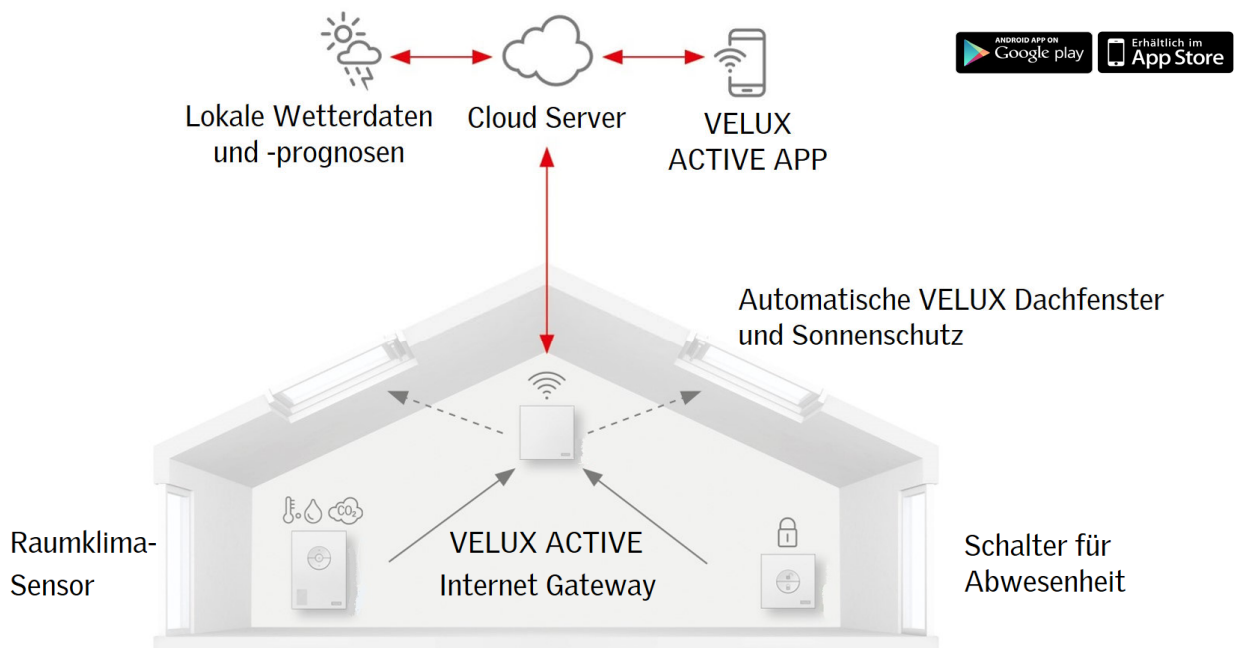 ANDROID APP ON
Google play
Erhältlich im
App Store
Lokale Wetterdaten
und -prognosen
Cloud Server
VELUX
ACTIVE APP
Automatische VELUX Dachfenster
und Sonnenschutz
CO₂
Raumklima-
Sensor
VELUX ACTIVE
Internet Gateway
Schalter für
Abwesenheit